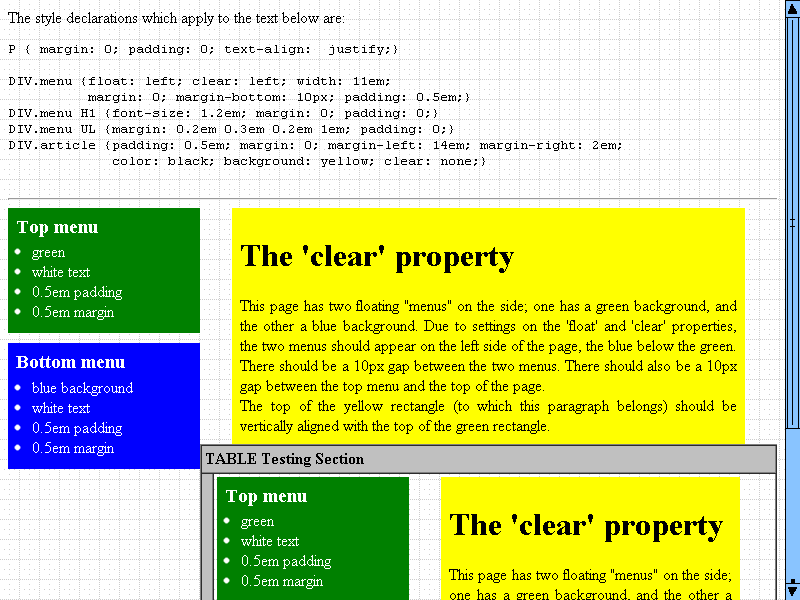 The style declarations which apply to the text below are:
P { margin: 0; padding: 0; text-align:  justify;}
DIV.menu {float: left; clear: left; width: 11em;
          margin: 0; margin-bottom: 10px; padding: 0.5em;}
DIV.menu H1 {font-size: 1.2em; margin: 0; padding: 0;}
DIV.menu UL {margin: 0.2em 0.3em 0.2em 1em; padding: 0;}
DIV.article {padding: 0.5em; margin: 0; margin-left: 14em; margin-right: 2em;
             color: black; background: yellow; clear: none;}
Top menu
green
white text
0.5em padding
0.5em margin
Bottom menu
blue background
white text
0.5em padding
0.5em margin
The 'clear' property
This page has two floating "menus" on the side; one has a green background, and
the other a blue background. Due to settings on the 'float' and 'clear' properties,
the two menus should appear on the left side of the page, the blue below the green.
There should be a 10px gap between the two menus. There should also be a 10px
gap between the top menu and the top of the page.
The top of the yellow rectangle (to which this paragraph belongs) should be
vertically aligned with the top of the green rectangle.
TABLE Testing Section
Top menu
green
white text
0.5em padding
0.5em margin
The 'clear' property
This page has two floating "menus" on the side;
one has a green background, and the other a